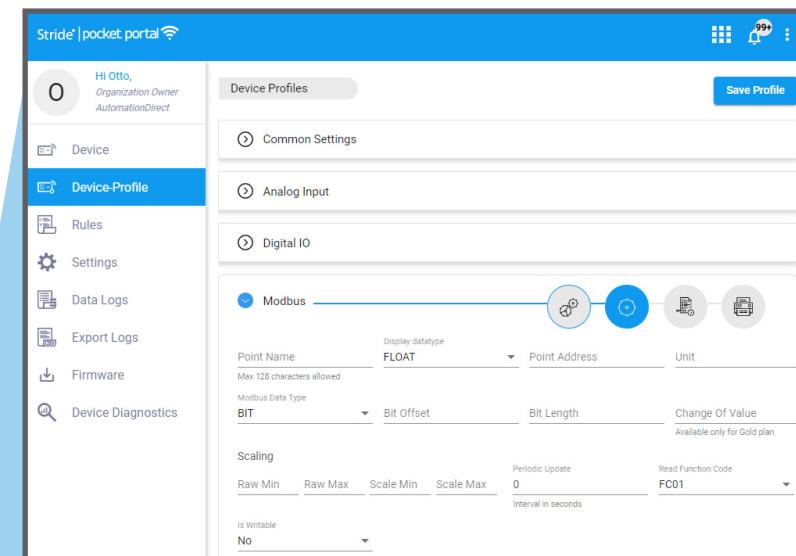 Stride® | pocket portal
99+
Hi Otto,
O
Organization Owner
AutomationDirect
Device
Device-Profile
Rules
Settings
Data Logs
Export Logs
Firmware
Device Diagnostics
Device Profiles
Save Profile
Common Settings
Analog Input
Digital IO
Modbus
Point Name
Max 128 characters allowed
Display datatype
FLOAT
Point Address
Unit
Modbus Data Type
BIT
Bit Offset
Bit Length
Change Of Value
Available only for Gold plan
Scaling
Raw Min
Raw Max
Scale Min
Scale Max
Periodic Update
0
Interval in seconds
Read Function Code
FC01
Is Writable
No